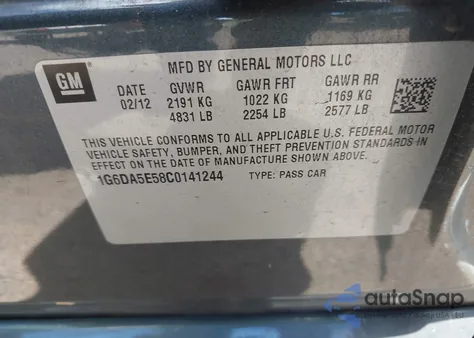 GM
MFD BY GENERAL MOTORS LLC
DATE GVWR GAWR FRT GAWR RR
02/12 2191 KG 1022 KG 1169 KG
4831 LB 2254 LB 2577 LB
THIS VEHICLE CONFORMS TO ALL APPLICABLE U.S. FEDERAL MOTOR
VEHICLE SAFETY, BUMPER, AND THEFT PREVENTION STANDARDS IN
EFFECT ON THE DATE OF MANUFACTURE SHOWN ABOVE.
1G6DA5E58C0141244 TYPE: PASS CAR
autoSnap